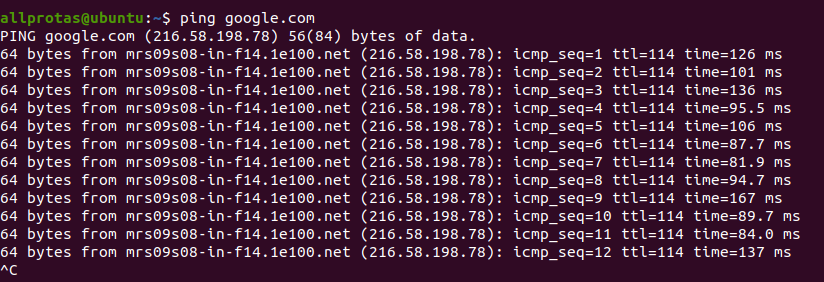 allprotas@ubuntu:~$ ping google.com
PING google.com (216.58.198.78) 56(84) bytes of data.
64 bytes from mrs09s08-in-f14.1e100.net (216.58.198.78): icmp_seq=1 ttl=114 time=126 ms
64 bytes from mrs09s08-in-f14.1e100.net (216.58.198.78): icmp_seq=2 ttl=114 time=101 ms
64 bytes from mrs09s08-in-f14.1e100.net (216.58.198.78): icmp_seq=3 ttl=114 time=136 ms
64 bytes from mrs09s08-in-f14.1e100.net (216.58.198.78): icmp_seq=4 ttl=114 time=95.5 ms
64 bytes from mrs09s08-in-f14.1e100.net (216.58.198.78): icmp_seq=5 ttl=114 time=106 ms
64 bytes from mrs09s08-in-f14.1e100.net (216.58.198.78): icmp_seq=6 ttl=114 time=87.7 ms
64 bytes from mrs09s08-in-f14.1e100.net (216.58.198.78): icmp_seq=7 ttl=114 time=81.9 ms
64 bytes from mrs09s08-in-f14.1e100.net (216.58.198.78): icmp_seq=8 ttl=114 time=94.7 ms
64 bytes from mrs09s08-in-f14.1e100.net (216.58.198.78): icmp_seq=9 ttl=114 time=167 ms
64 bytes from mrs09s08-in-f14.1e100.net (216.58.198.78): icmp_seq=10 ttl=114 time=89.7 ms
64 bytes from mrs09s08-in-f14.1e100.net (216.58.198.78): icmp_seq=11 ttl=114 time=84.0 ms
64 bytes from mrs09s08-in-f14.1e100.net (216.58.198.78): icmp_seq=12 ttl=114 time=137 ms
^C